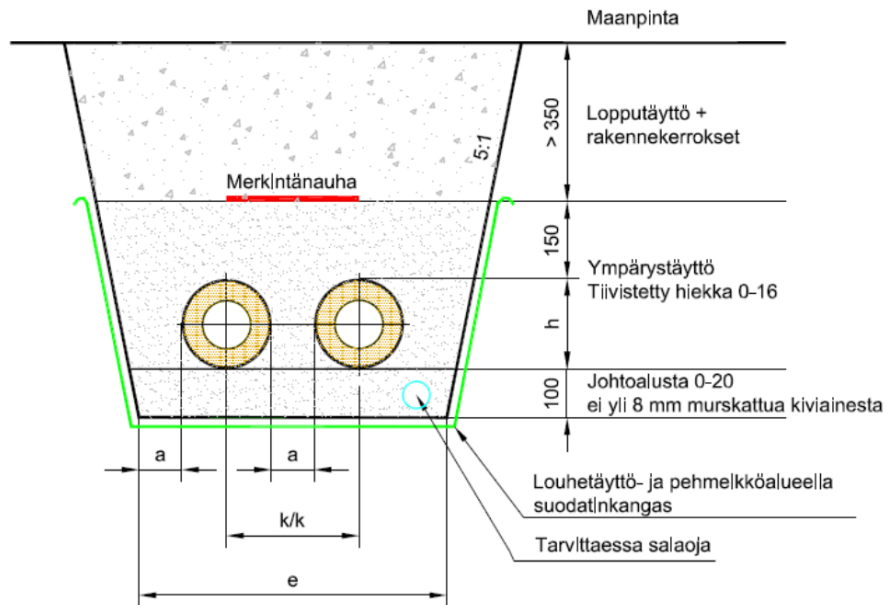 Maanpinta
> 350
Lopputäyttö +
rakennekerrokset
5:1
Merkintänauha
150
Ympärystäyttö
Tiivistetty hiekka 0-16
h
100
Johtoalusta 0-20
ei yli 8 mm murskattua kiviainesta
a
a
Louhetäyttö- ja pehmeikköalueella
suodatinkangas
k/k
Tarvittaessa salaoja
e